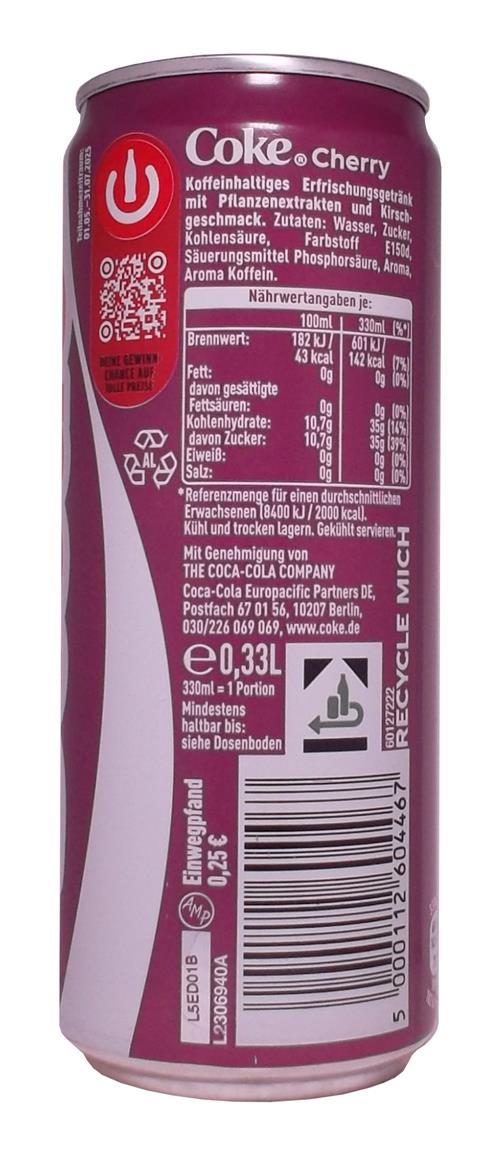 Teilnahmezeitraum:
01.05.–31.07.2025
DEINE GEWINN-
CHANCE AUF
TOLLE PREISE
AL
Coke® Cherry
Koffeinhaltiges Erfrischungsgetränk
mit Pflanzenextrakten und Kirsch-
geschmack. Zutaten: Wasser, Zucker,
Kohlensäure, Farbstoff E150d,
Säuerungsmittel Phosphorsäure, Aroma,
Aroma Koffein.
Nährwertangaben je:
100ml 330ml (%*)
Brennwert: 182 kJ/ 601 kJ/
43 kcal 142 kcal (7%)
Fett: 0g 0g (0%)
davon gesättigte
Fettsäuren: 0g 0g (0%)
Kohlenhydrate: 10,7g 35g (14%)
davon Zucker: 10,7g 35g (39%)
Eiweiß: 0g 0g (0%)
Salz: 0g 0g (0%)
*Referenzmenge für einen durchschnittlichen
Erwachsenen (8400 kJ / 2000 kcal).
Kühl und trocken lagern. Gekühlt servieren.
Mit Genehmigung von
THE COCA-COLA COMPANY
Coca-Cola Europacific Partners DE,
Postfach 67 01 56, 10207 Berlin,
030/226 069 069, www.coke.de
e 0,33L
330ml = 1 Portion
Mindestens
haltbar bis:
siehe Dosenboden
60127222
RECYCLE MICH
Einwegpfand
0,25 €
AMP
L5ED01B
L2306940A
5 000112 604467